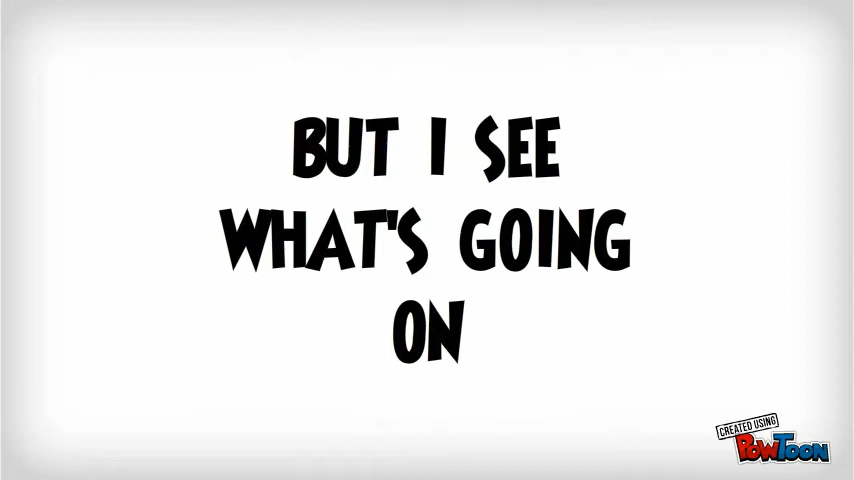 BUT I SEE
WHAT'S GOING
ON
CREATED USING
POWTOON